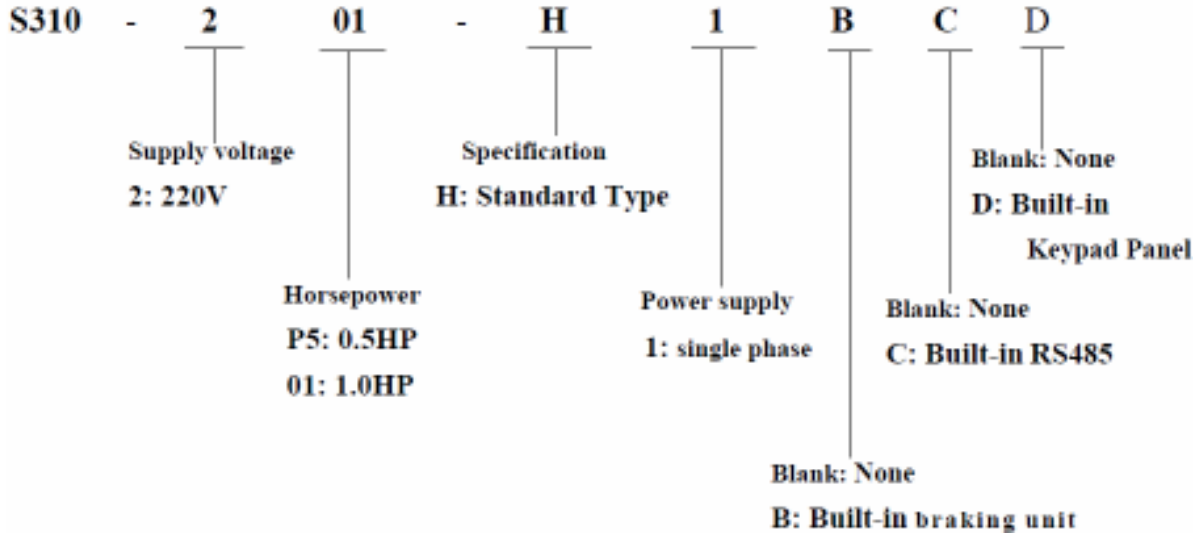 S310 - 2 01 - H 1 B C D
Supply voltage
2: 220V
Horsepower
P5: 0.5HP
01: 1.0HP
Specification
H: Standard Type
Power supply
1: single phase
Blank: None
B: Built-in braking unit
Blank: None
C: Built-in RS485
Blank: None
D: Built-in
Keypad Panel